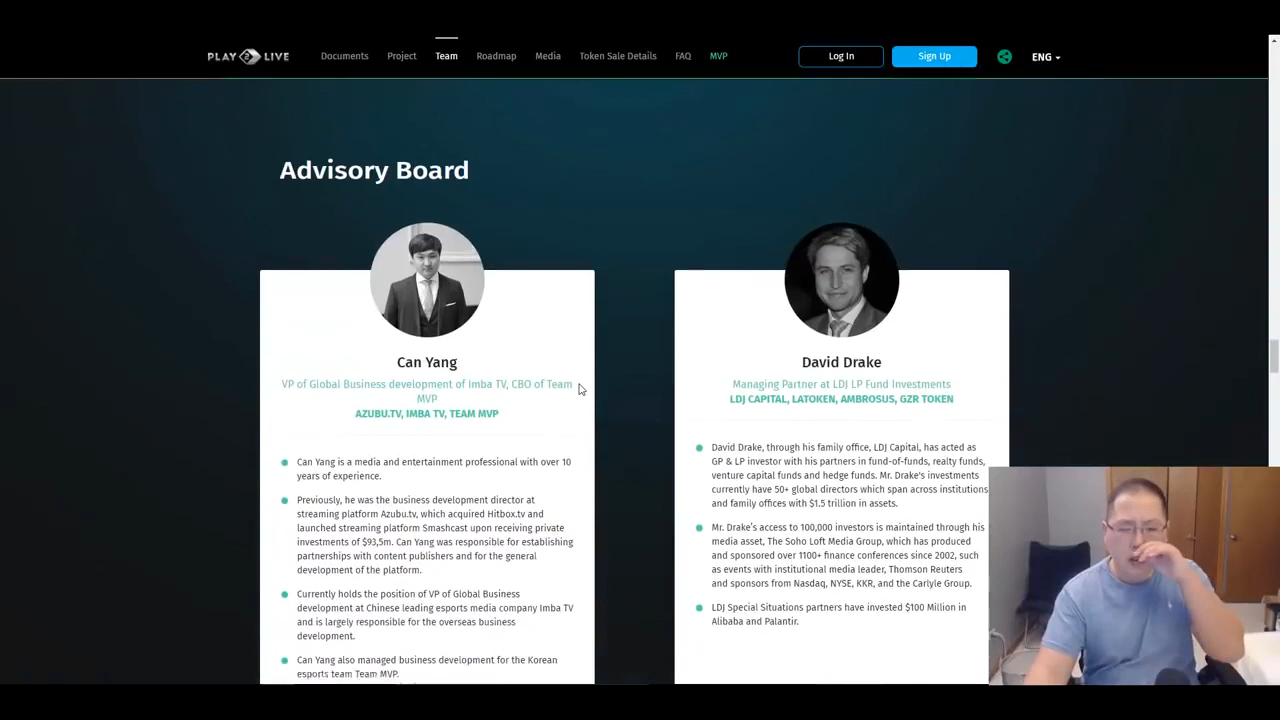 PLAY 2 LIVE
Documents
Project
Team
Roadmap
Media
Token Sale Details
FAQ
MVP
Log In
Sign Up
ENG
Advisory Board
Can Yang
VP of Global Business development of Imba TV, CBO of Team
MVP
AZUBU.TV, IMBA TV, TEAM MVP
Can Yang is a media and entertainment professional with over 10
years of experience.
Previously, he was the business development director at
streaming platform Azubu.tv, which acquired Hitbox.tv and
launched streaming platform Smashcast upon receiving private
investments of $93,5m. Can Yang was responsible for establishing
partnerships with content publishers and for the general
development of the platform.
Currently holds the position of VP of Global Business
development at Chinese leading esports media company Imba TV
and is largely responsible for the overseas business
development.
Can Yang also managed business development for the Korean
esports team Team MVP.
David Drake
Managing Partner at LDJ LP Fund Investments
LDJ CAPITAL, LATOKEN, AMBROSUS, GZR TOKEN
David Drake, through his family office, LDJ Capital, has acted as
GP & LP investor with his partners in fund-of-funds, realty funds,
venture capital funds and hedge funds. Mr. Drake's investments
currently have 50+ global directors which span across institutions
and family offices with $1.5 trillion in assets.
Mr. Drake's access to 100,000 investors is maintained through his
media asset, The Soho Loft Media Group, which has produced
and sponsored over 1100+ finance conferences since 2002, such
as events with institutional media leader, Thomson Reuters
and sponsors from Nasdaq, NYSE, KKR, and the Carlyle Group.
LDJ Special Situations partners have invested $100 Million in
Alibaba and Palantir.